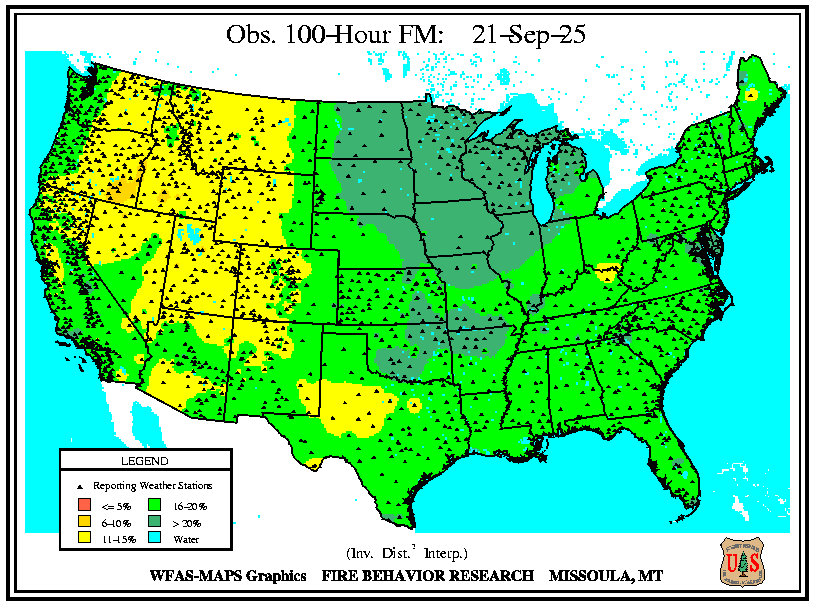 Obs. 100-Hour FM: 21-Sep-25
LEGEND
Reporting Weather Stations
<= 5% 16-20%
6-10% > 20%
11-15% Water
(Inv. Dist.² Interp.)
WFAS-MAPS Graphics FIRE BEHAVIOR RESEARCH MISSOULA, MT
US